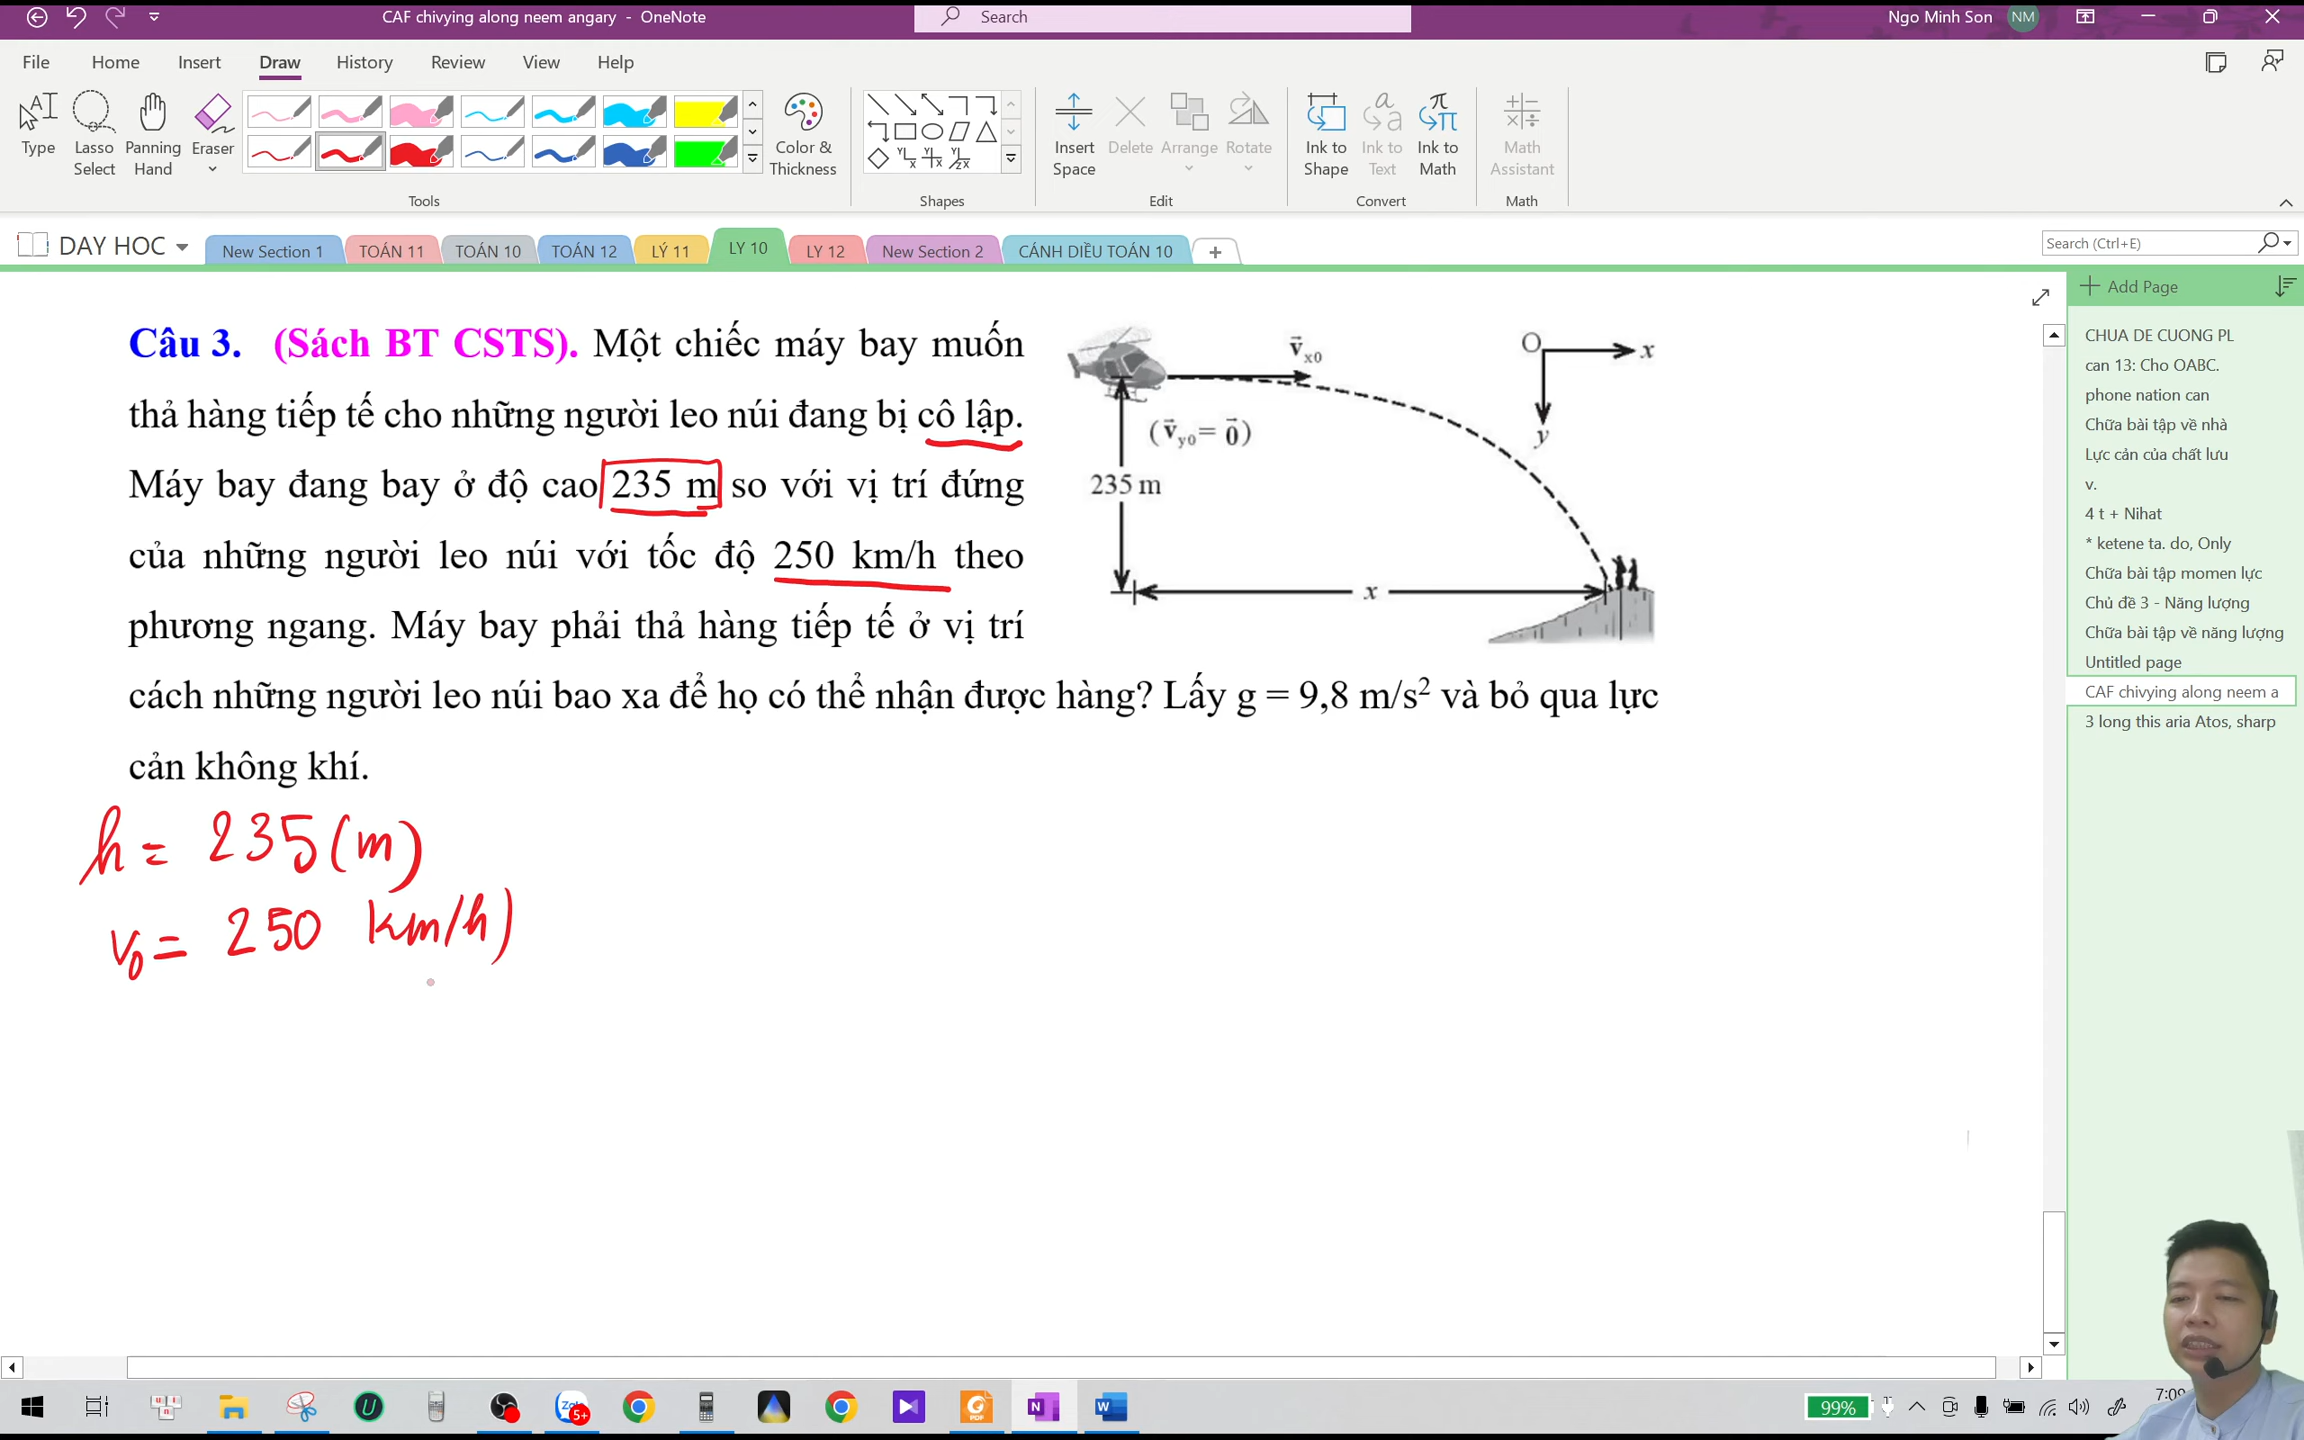 CAF chivying along neem angary - OneNote
Search
Ngo Minh Son
NM
File Home Insert Draw History Review View Help
Type
Lasso Select
Panning Hand
Eraser
Color & Thickness
Insert Space
Delete
Arrange
Rotate
Ink to Shape
Ink to Text
Ink to Math
Math Assistant
Tools Shapes Edit Convert Math
DAY HOC
New Section 1 TOÁN 11 TOÁN 10 TOÁN 12 LÝ 11 LY 10 LY 12 New Section 2 CÁNH DIỀU TOÁN 10 +
Search (Ctrl+E)
Câu 3. (Sách BT CSTS). Một chiếc máy bay muốn
thả hàng tiếp tế cho những người leo núi đang bị cô lập.
Máy bay đang bay ở độ cao 235 m so với vị trí đứng
của những người leo núi với tốc độ 250 km/h theo
phương ngang. Máy bay phải thả hàng tiếp tế ở vị trí
cách những người leo núi bao xa để họ có thể nhận được hàng? Lấy g = 9,8 m/s² và bỏ qua lực
cản không khí.
v⃗x0
(v⃗y0 = 0⃗)
235 m
x
O
x
y
h = 235 (m)
v₀ = 250 km/h)
Add Page
CHUA DE CUONG PL
can 13: Cho OABC.
phone nation can
Chữa bài tập về nhà
Lực cản của chất lưu
v.
4 t + Nihat
* ketene ta. do, Only
Chữa bài tập momen lực
Chủ đề 3 - Năng lượng
Chữa bài tập về năng lượng
Untitled page
CAF chivying along neem a
3 long this aria Atos, sharp
99%